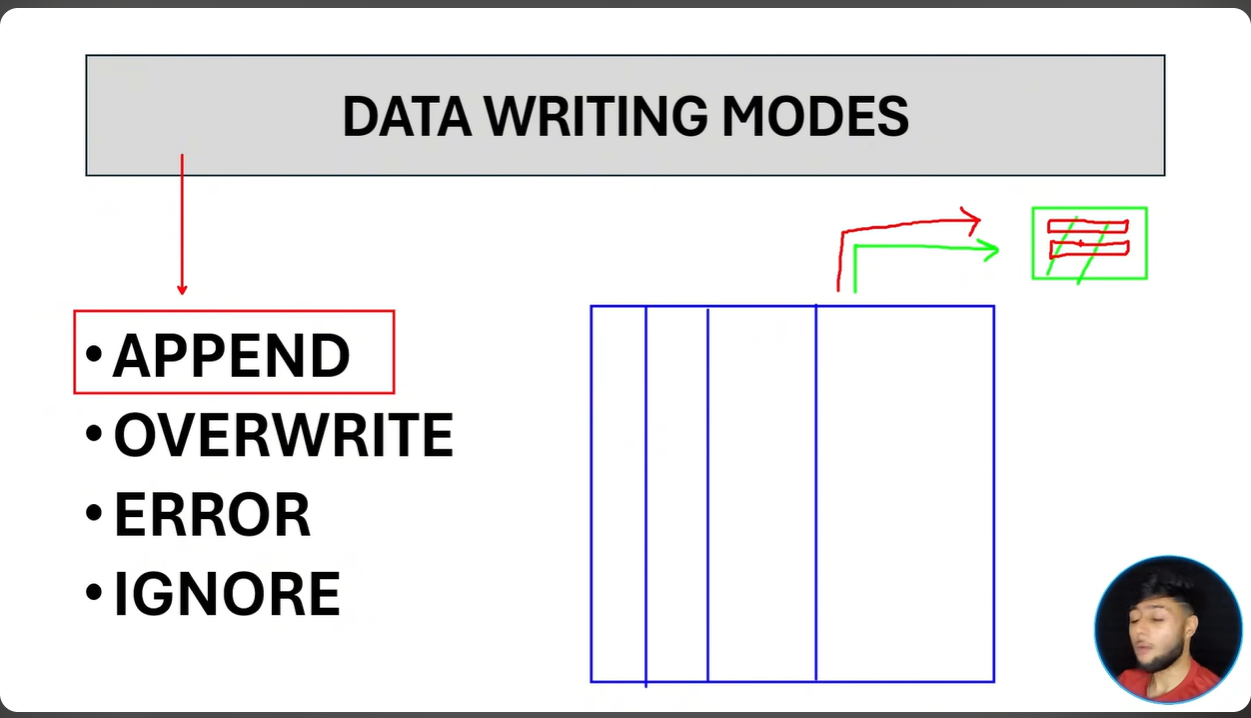 DATA WRITING MODES
• APPEND
• OVERWRITE
• ERROR
• IGNORE